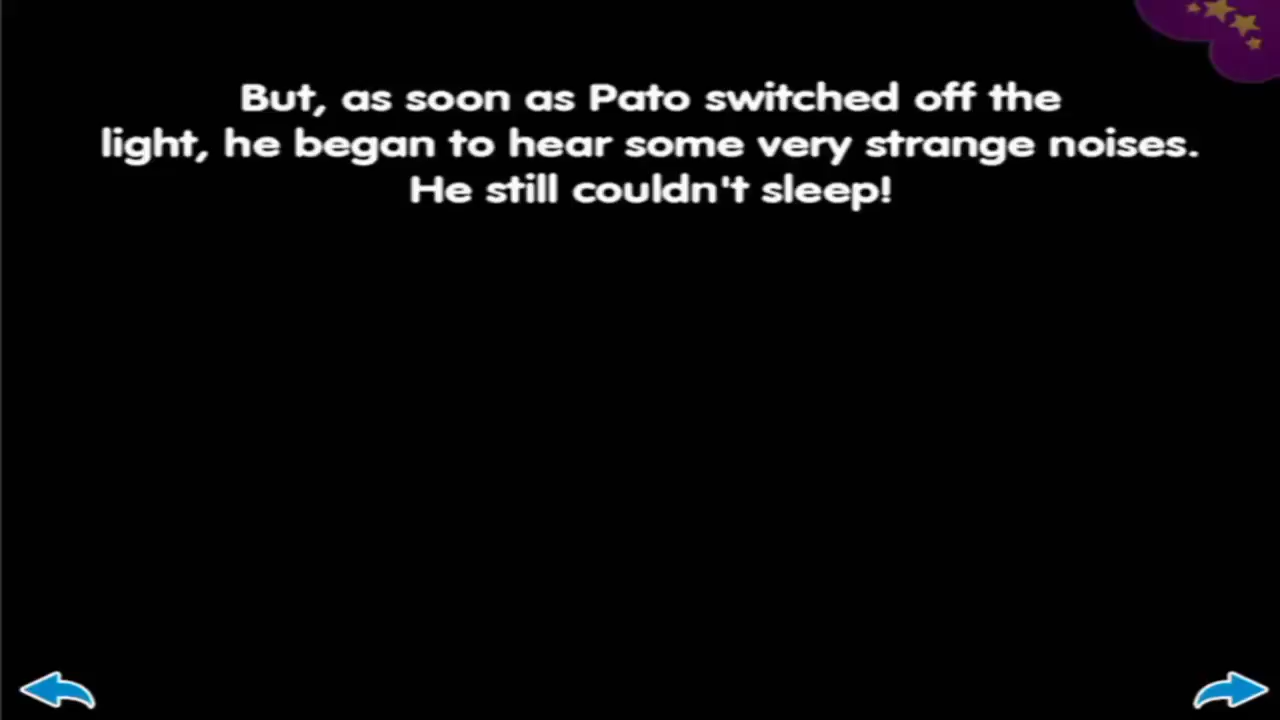 But, as soon as Pato switched off the
light, he began to hear some very strange noises.
He still couldn't sleep!